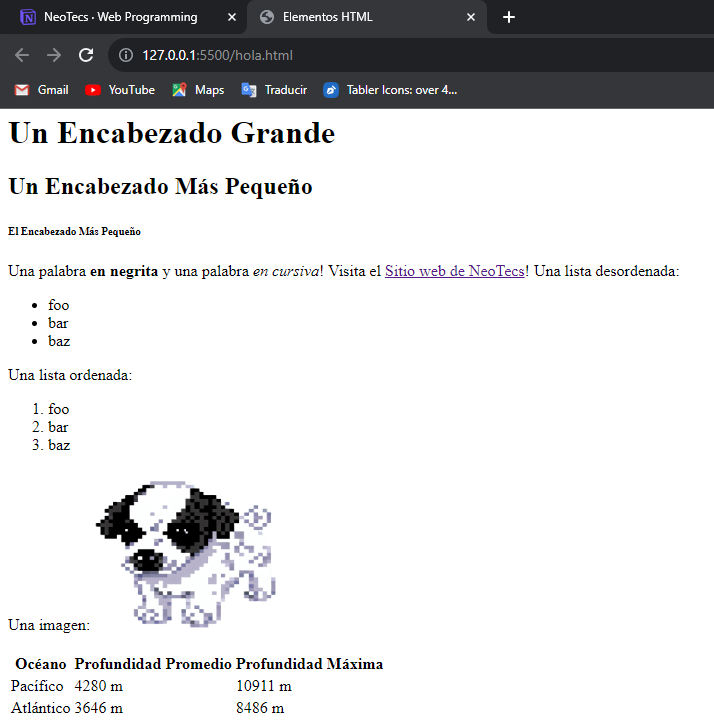 NeoTecs · Web Programming
Elementos HTML
127.0.0.1:5500/hola.html
Gmail YouTube Maps Traducir Tabler Icons: over 4...
Un Encabezado Grande
Un Encabezado Más Pequeño
El Encabezado Más Pequeño
Una palabra en negrita y una palabra en cursiva! Visita el Sitio web de NeoTecs! Una lista desordenada:
• foo
• bar
• baz
Una lista ordenada:
1. foo
2. bar
3. baz
Una imagen:
Océano Profundidad Promedio Profundidad Máxima
Pacífico 4280 m 10911 m
Atlántico 3646 m 8486 m